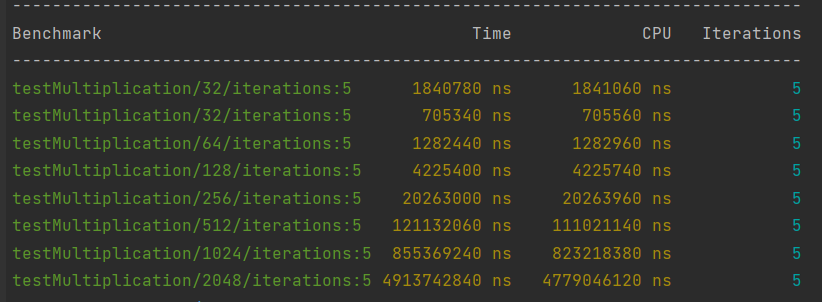 --------------------------------------------------------------------------------
Benchmark                                      Time             CPU   Iterations
--------------------------------------------------------------------------------
testMultiplication/32/iterations:5       1840780 ns      1841060 ns            5
testMultiplication/32/iterations:5        705340 ns       705560 ns            5
testMultiplication/64/iterations:5       1282440 ns      1282960 ns            5
testMultiplication/128/iterations:5      4225400 ns      4225740 ns            5
testMultiplication/256/iterations:5     20263000 ns     20263960 ns            5
testMultiplication/512/iterations:5    121132060 ns    111021140 ns            5
testMultiplication/1024/iterations:5   855369240 ns    823218380 ns            5
testMultiplication/2048/iterations:5  4913742840 ns   4779046120 ns            5